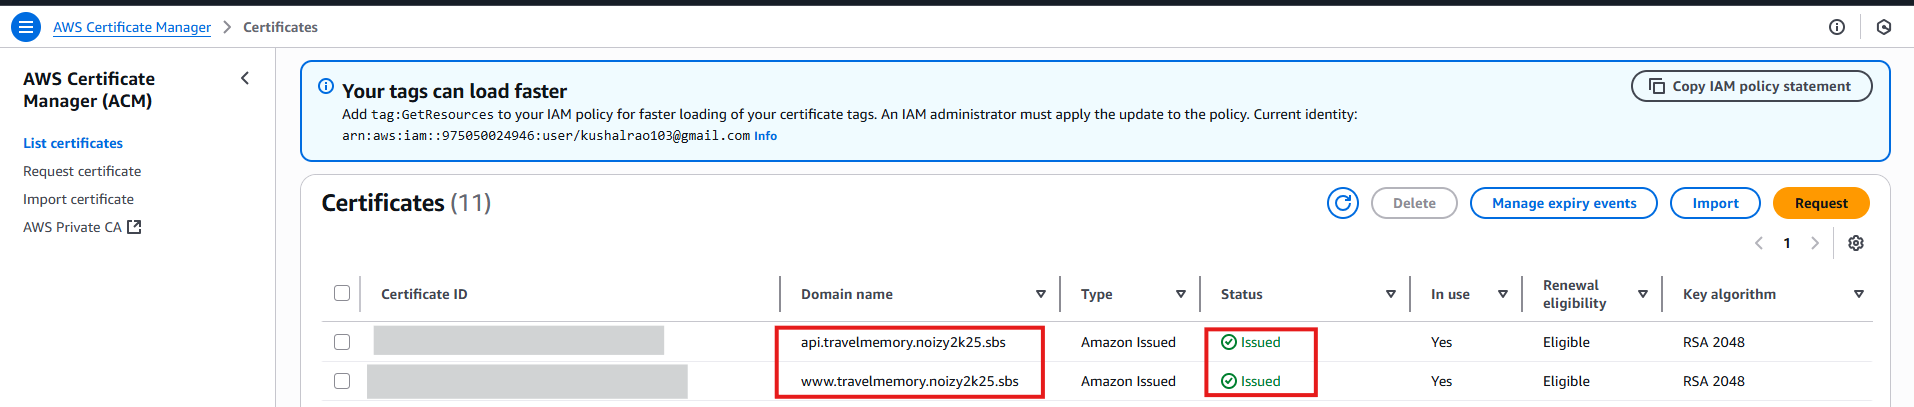 AWS Certificate Manager > Certificates
AWS Certificate
Manager (ACM)
List certificates
Request certificate
Import certificate
AWS Private CA
Your tags can load faster
Copy IAM policy statement
Add tag:GetResources to your IAM policy for faster loading of your certificate tags. An IAM administrator must apply the update to the policy. Current identity:
arn:aws:iam::975050024946:user/kushalrao103@gmail.com Info
Certificates (11)
Delete
Manage expiry events
Import
Request
1
Certificate ID Domain name Type Status In use Renewal eligibility Key algorithm
api.travelmemory.noizy2k25.sbs Amazon Issued Issued Yes Eligible RSA 2048
www.travelmemory.noizy2k25.sbs Amazon Issued Issued Yes Eligible RSA 2048